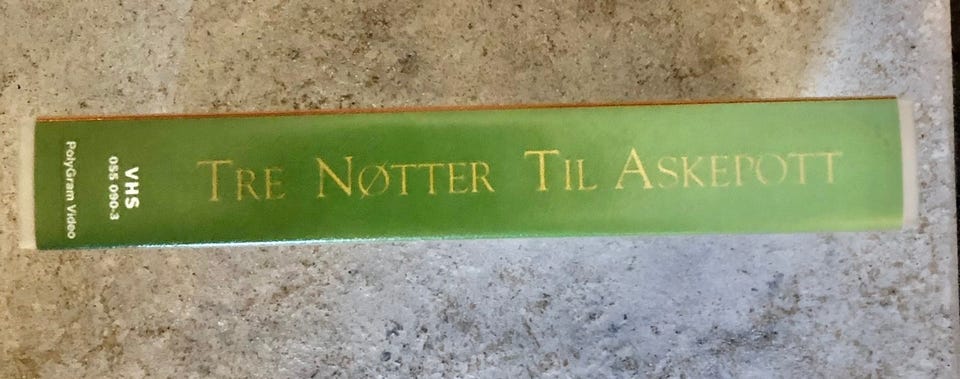 TRE NØTTER TIL ASKEPOTT
VHS
055 090-3
PolyGram Video